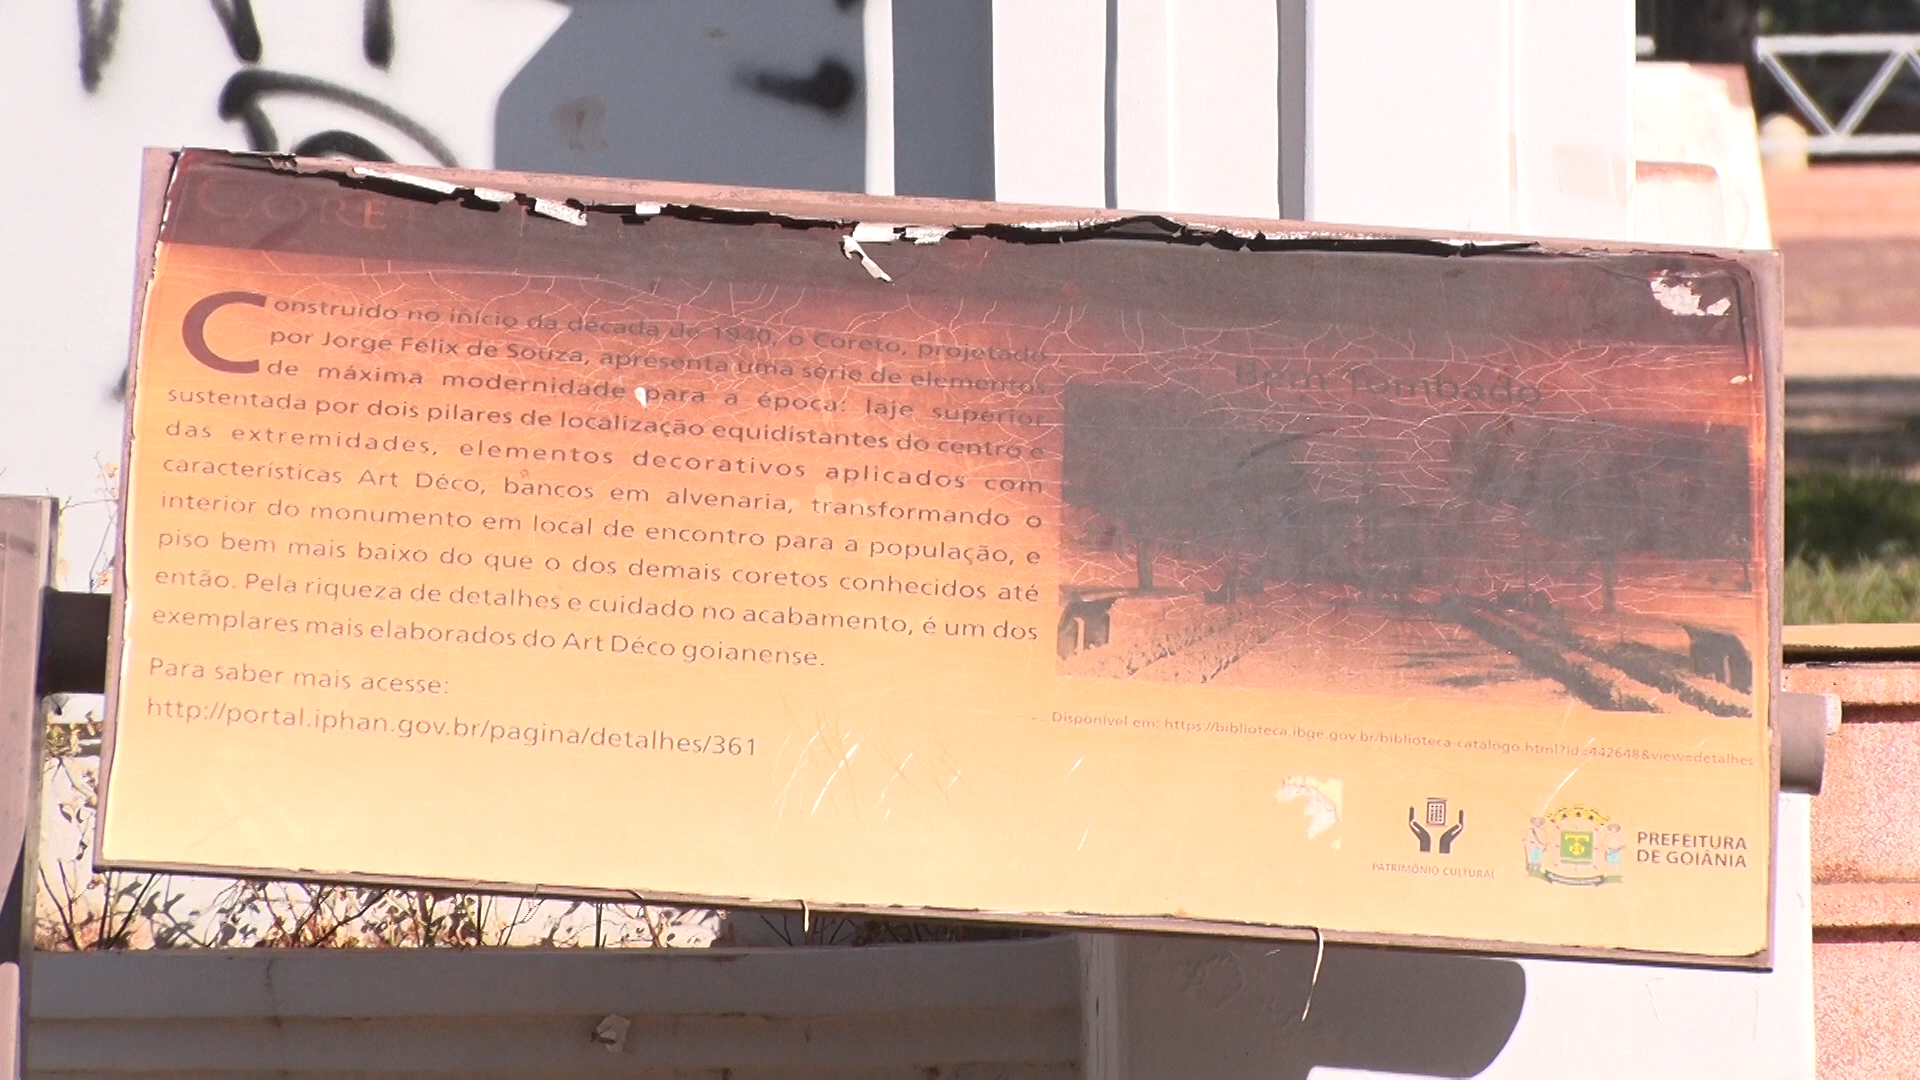 CORE
Construido no início da década de 1940, o Coreto, projetado
por Jorge Félix de Souza, apresenta uma série de elementos
de máxima modernidade para a época: laje superior
sustentada por dois pilares de localização equidistantes do centro e
das extremidades, elementos decorativos aplicados com
características Art Déco, bancos em alvenaria, transformando o
interior do monumento em local de encontro para a população, e
piso bem mais baixo do que o dos demais coretos conhecidos até
então. Pela riqueza de detalhes e cuidado no acabamento, é um dos
exemplares mais elaborados do Art Déco goianense.
Para saber mais acesse:
http://portal.iphan.gov.br/pagina/detalhes/361
Bem Tombado
Disponível em: https://biblioteca.ibge.gov.br/biblioteca-catalogo.html?id=442648&view=detalhes
PATRIMÔNIO CULTURAL
PREFEITURA
DE GOIÂNIA